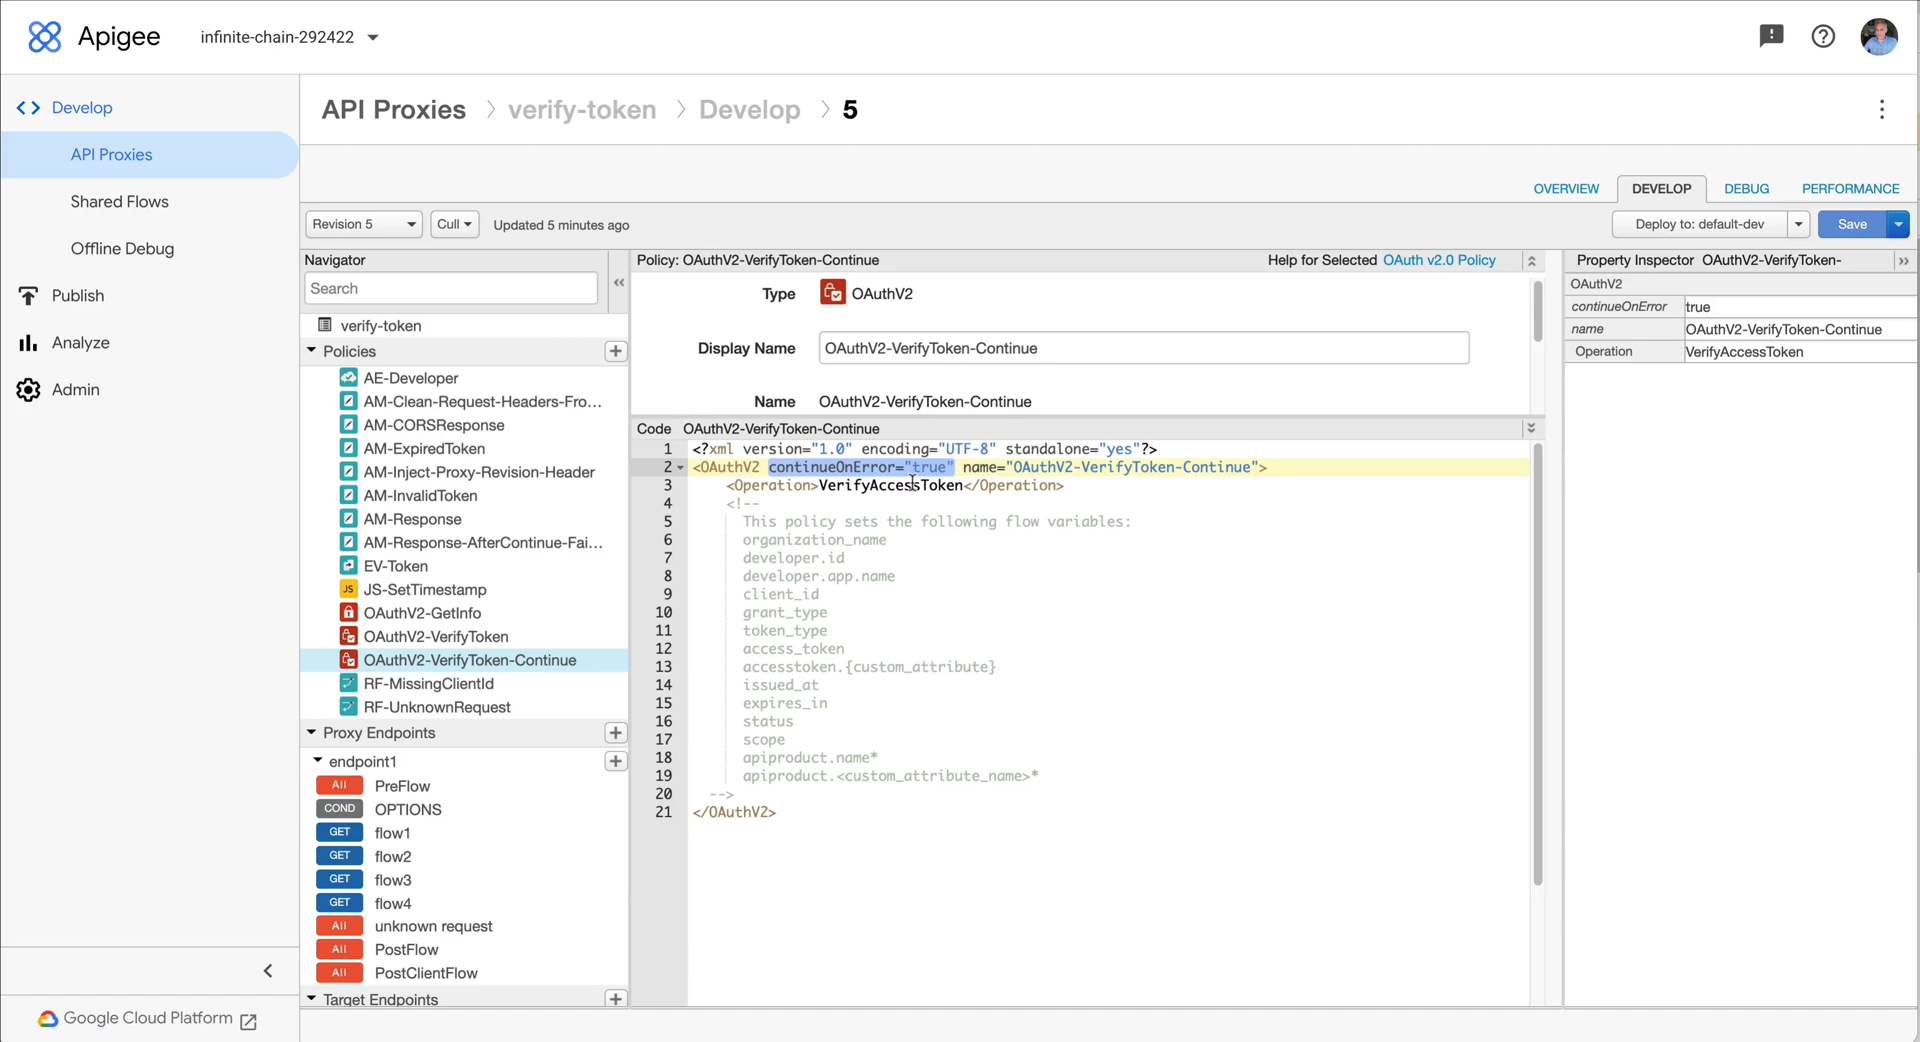 Apigee
infinite-chain-292422
Develop
API Proxies
Shared Flows
Offline Debug
Publish
Analyze
Admin
Google Cloud Platform
API Proxies > verify-token > Develop > 5
OVERVIEW
DEVELOP
DEBUG
PERFORMANCE
Revision 5
Cull
Updated 5 minutes ago
Deploy to: default-dev
Save
Navigator
Search
verify-token
Policies
AE-Developer
AM-Clean-Request-Headers-Fro...
AM-CORSResponse
AM-ExpiredToken
AM-Inject-Proxy-Revision-Header
AM-InvalidToken
AM-Response
AM-Response-AfterContinue-Fai...
EV-Token
JS JS-SetTimestamp
OAuthV2-GetInfo
OAuthV2-VerifyToken
OAuthV2-VerifyToken-Continue
RF-MissingClientId
RF-UnknownRequest
Proxy Endpoints
endpoint1
All PreFlow
COND OPTIONS
GET flow1
GET flow2
GET flow3
GET flow4
All unknown request
All PostFlow
All PostClientFlow
Target Endpoints
Policy: OAuthV2-VerifyToken-Continue
Help for Selected OAuth v2.0 Policy
Type OAuthV2
Display Name OAuthV2-VerifyToken-Continue
Name OAuthV2-VerifyToken-Continue
Code OAuthV2-VerifyToken-Continue
1 <?xml version="1.0" encoding="UTF-8" standalone="yes"?>
2 <OAuthV2 continueOnError="true" name="OAuthV2-VerifyToken-Continue">
3 <Operation>VerifyAccessToken</Operation>
4 <!--
5 This policy sets the following flow variables:
6 organization_name
7 developer.id
8 developer.app.name
9 client_id
10 grant_type
11 token_type
12 access_token
13 accesstoken.{custom_attribute}
14 issued_at
15 expires_in
16 status
17 scope
18 apiproduct.name*
19 apiproduct.<custom_attribute_name>*
20 -->
21 </OAuthV2>
Property Inspector OAuthV2-VerifyToken-
OAuthV2
continueOnError true
name OAuthV2-VerifyToken-Continue
Operation VerifyAccessToken